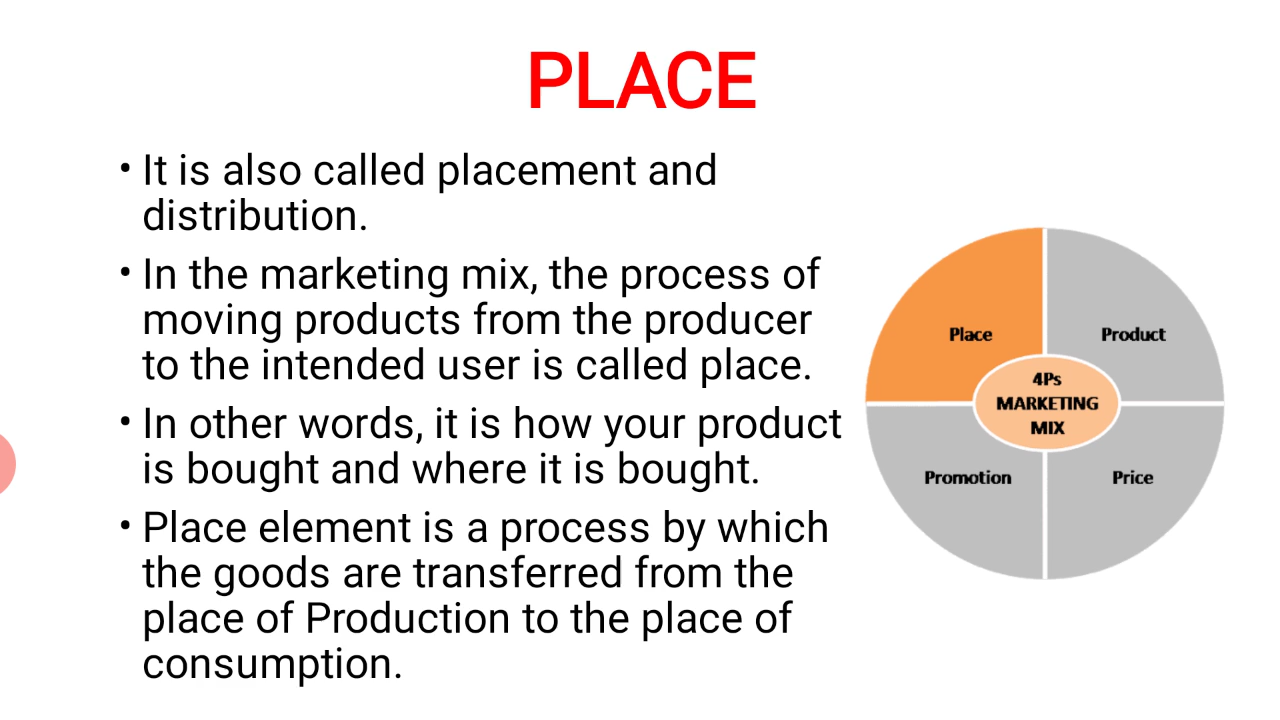 PLACE
• It is also called placement and
distribution.
• In the marketing mix, the process of
moving products from the producer
to the intended user is called place.
• In other words, it is how your product
is bought and where it is bought.
• Place element is a process by which
the goods are transferred from the
place of Production to the place of
consumption.
Place
Product
4Ps
MARKETING
MIX
Promotion
Price